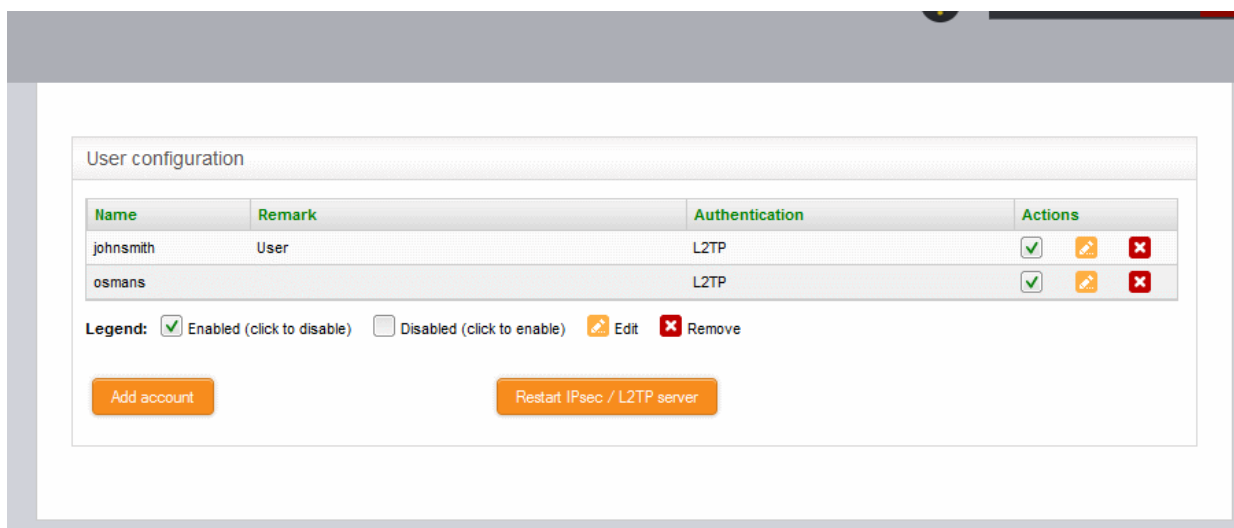 User configuration
Name Remark Authentication Actions
johnsmith User L2TP
osmans L2TP
Legend: Enabled (click to disable) Disabled (click to enable) Edit Remove
Add account Restart IPsec / L2TP server